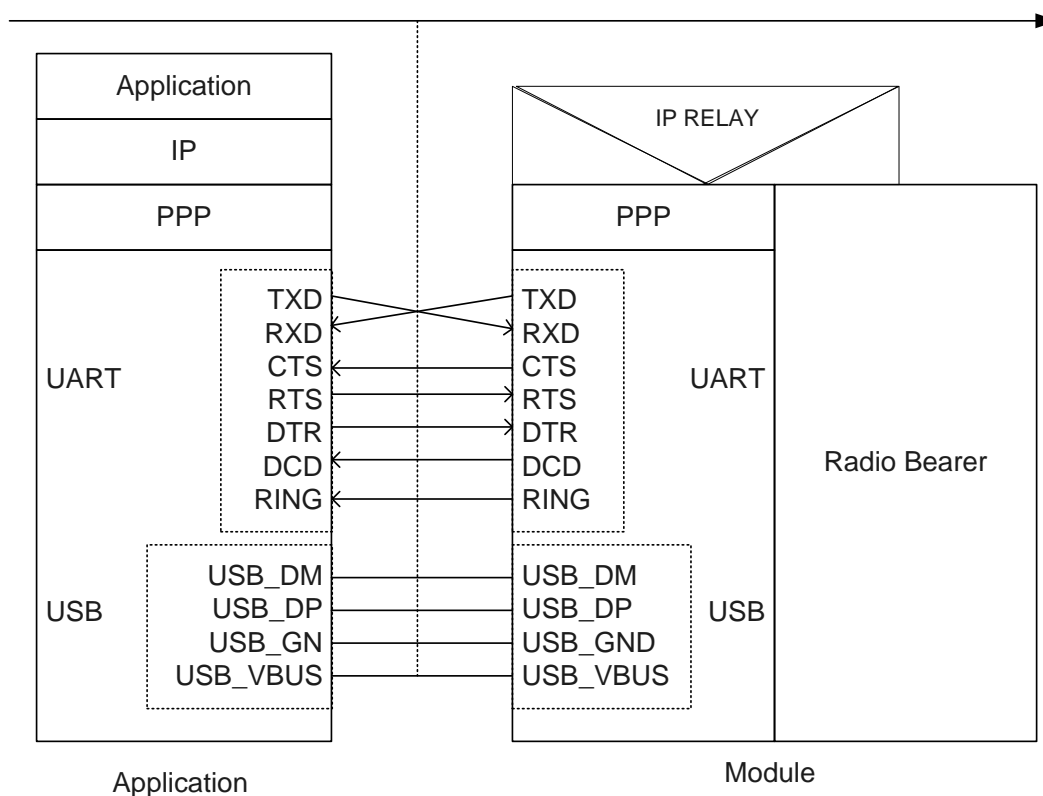 Application
IP
PPP
UART
TXD
RXD
CTS
RTS
DTR
DCD
RING
USB
USB_DM
USB_DP
USB_GN
USB_VBUS
Application
IP RELAY
PPP
TXD
RXD
CTS
RTS
DTR
DCD
RING
UART
USB_DM
USB_DP
USB_GND
USB_VBUS
USB
Radio Bearer
Module